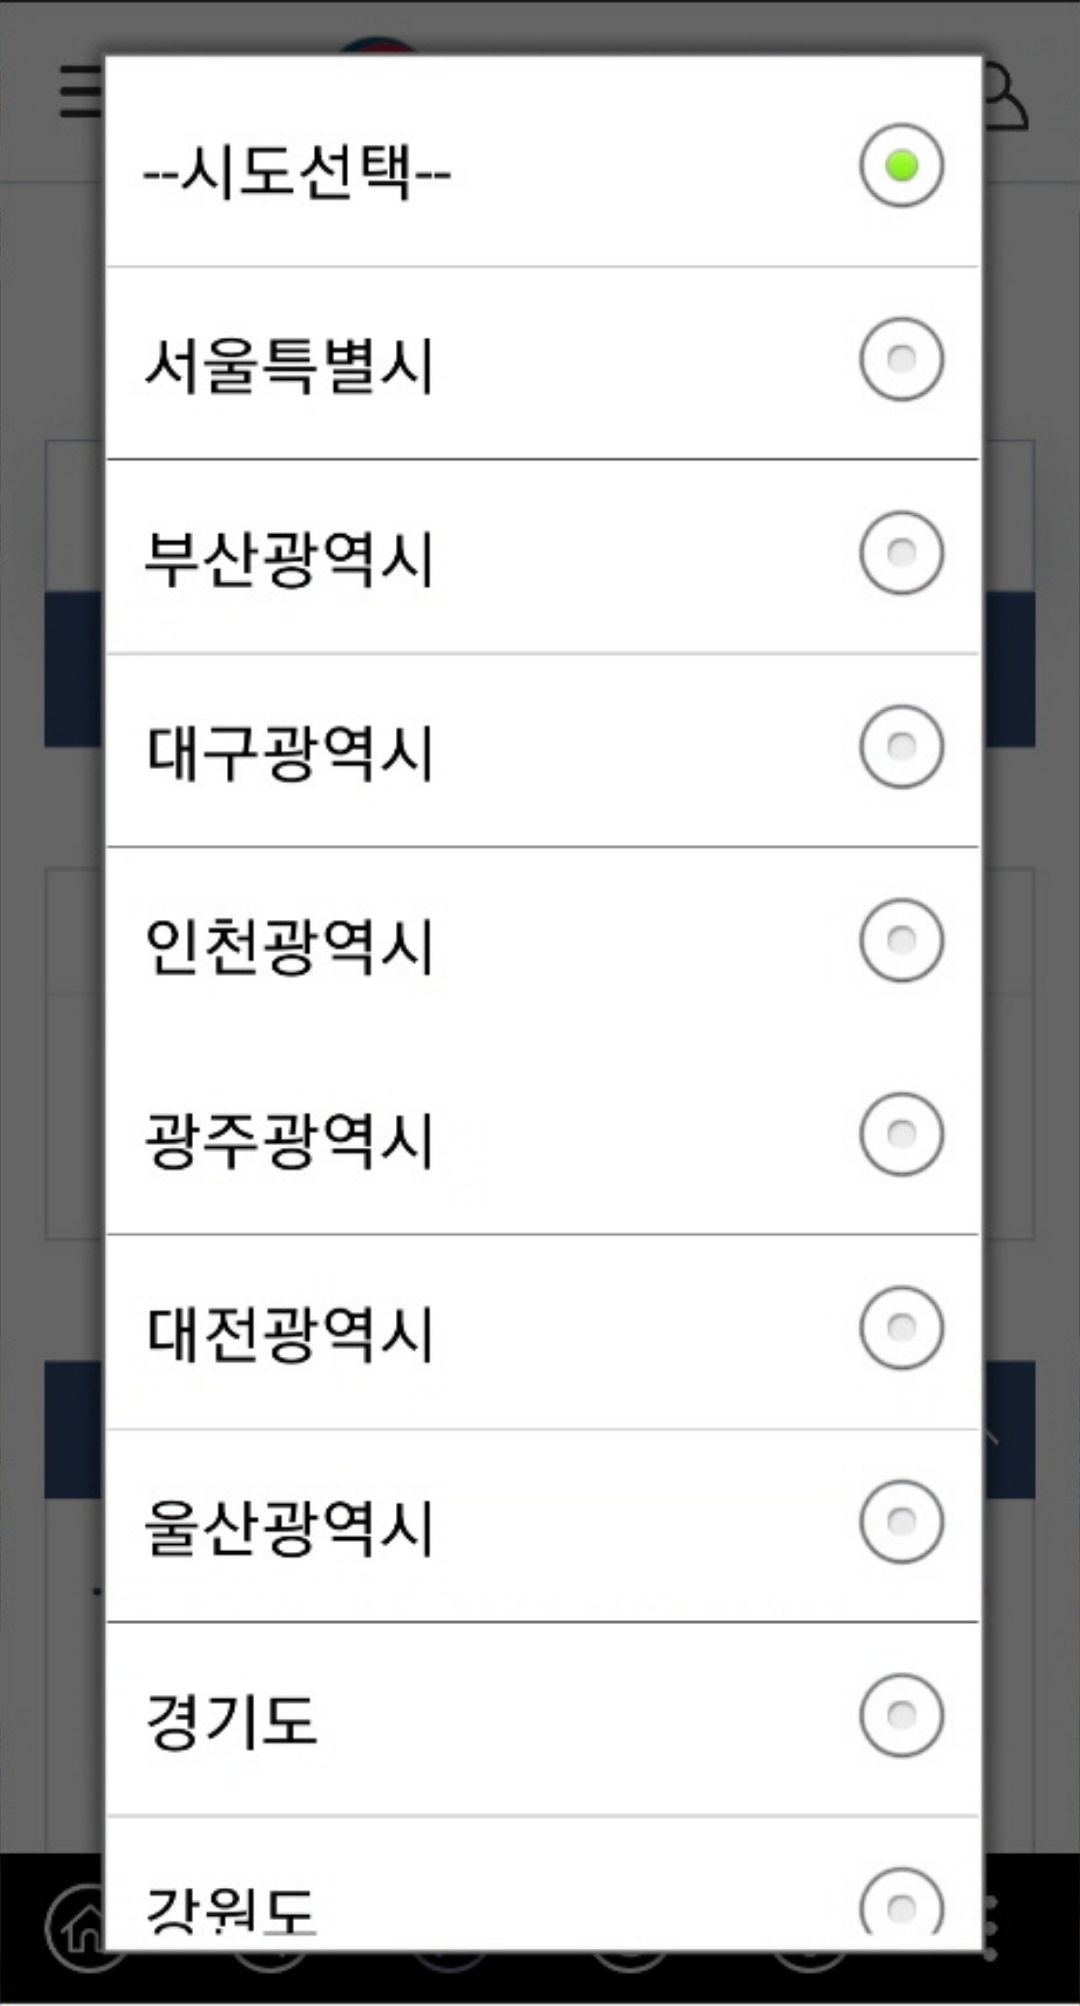 --시도선택--
서울특별시
부산광역시
대구광역시
인천광역시
광주광역시
대전광역시
울산광역시
경기도
강원도